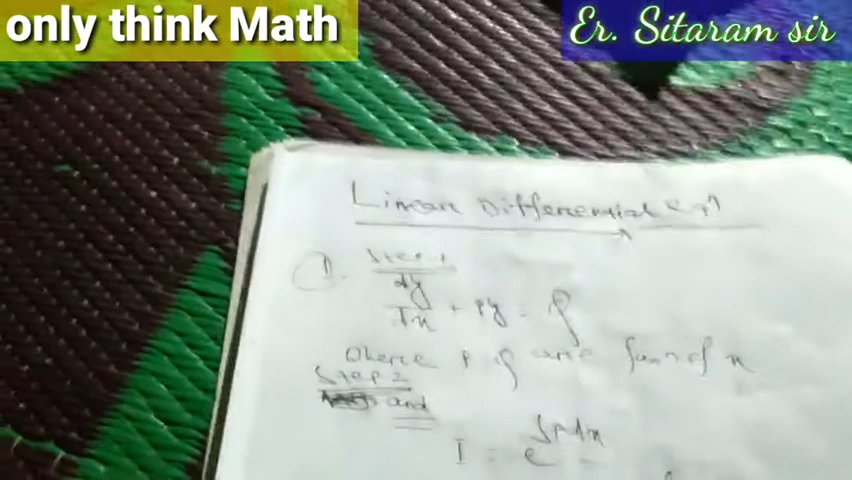 only think Math
Er. Sitaram sir
Linear Differential Eqn
① Step 1
dy/dx + Py = Q
Where P Q are fun of x
Step 2
and
I = e^∫Pdx